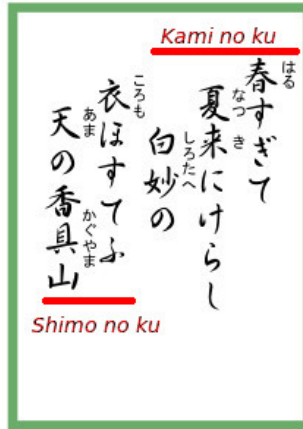 Kami no ku
春すぎて
はる
夏来にけらし
なつ き
白妙の
しろたへ
衣ほすてふ
ころも
天の香具山
あま かぐやま
Shimo no ku